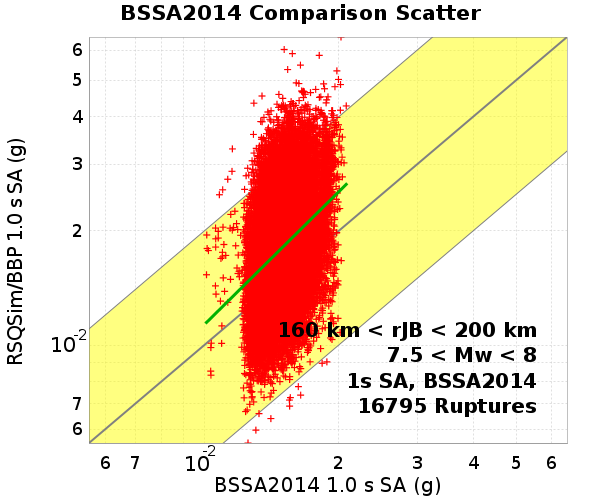 BSSA2014 Comparison Scatter
RSQSim/BBP 1.0 s SA (g)
6
5
4
3
2
10⁻²
7
6
160 km < rJB < 200 km
7.5 < Mw < 8
1s SA, BSSA2014
16795 Ruptures
6 7 10⁻² 2 3 4 5 6
BSSA2014 1.0 s SA (g)